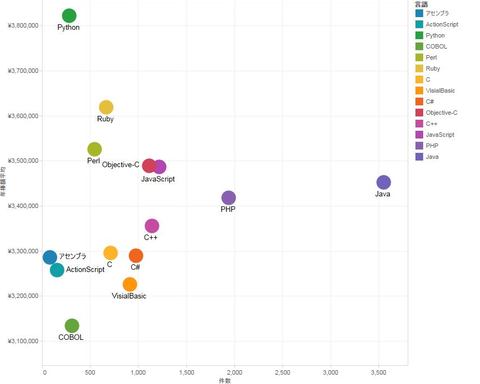 言語
アセンブラ
ActionScript
Python
COBOL
Perl
Ruby
C
VisialBasic
C#
Objective-C
C++
JavaScript
PHP
Java
¥3,800,000
¥3,700,000
¥3,600,000
¥3,500,000
¥3,400,000
¥3,300,000
¥3,200,000
¥3,100,000
Python
Ruby
Perl
Objective-C
JavaScript
Java
PHP
C++
アセンブラ
ActionScript
C
C#
VisialBasic
COBOL
0 500 1,000 1,500 2,000 2,500 3,000 3,500
件数